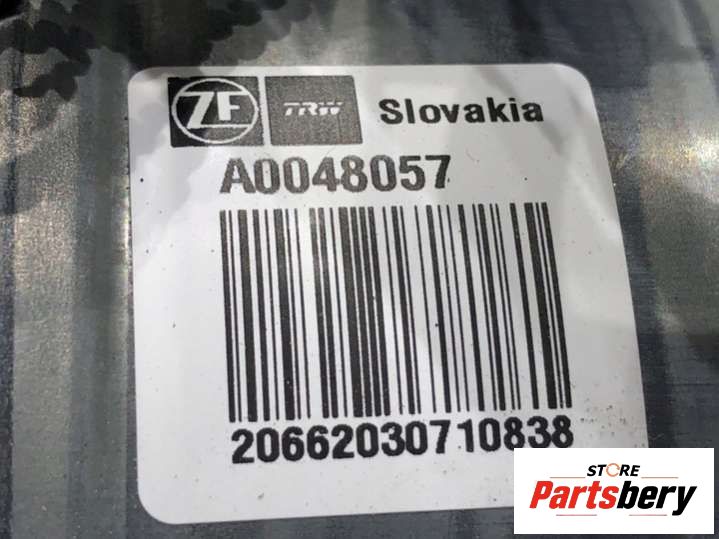 ZF TRW Slovakia
A0048057
20662030710838
STORE
Partsbery